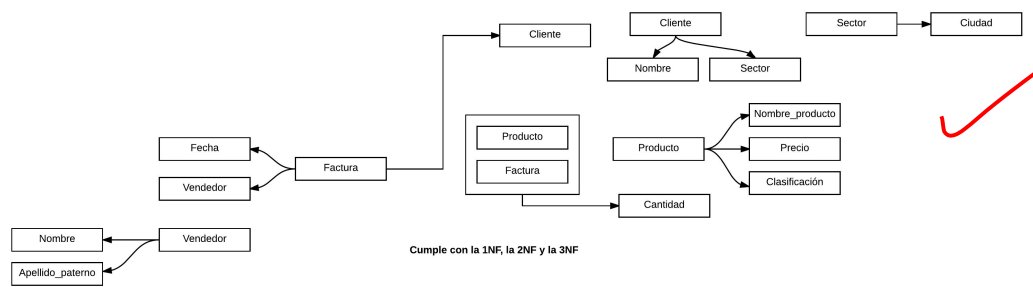 Cliente
Sector
Ciudad
Cliente
Nombre
Sector
Nombre_producto
Producto
Fecha
Producto
Precio
Factura
Factura
Vendedor
Clasificación
Cantidad
Nombre
Vendedor
Cumple con la 1NF, la 2NF y la 3NF
Apellido_paterno